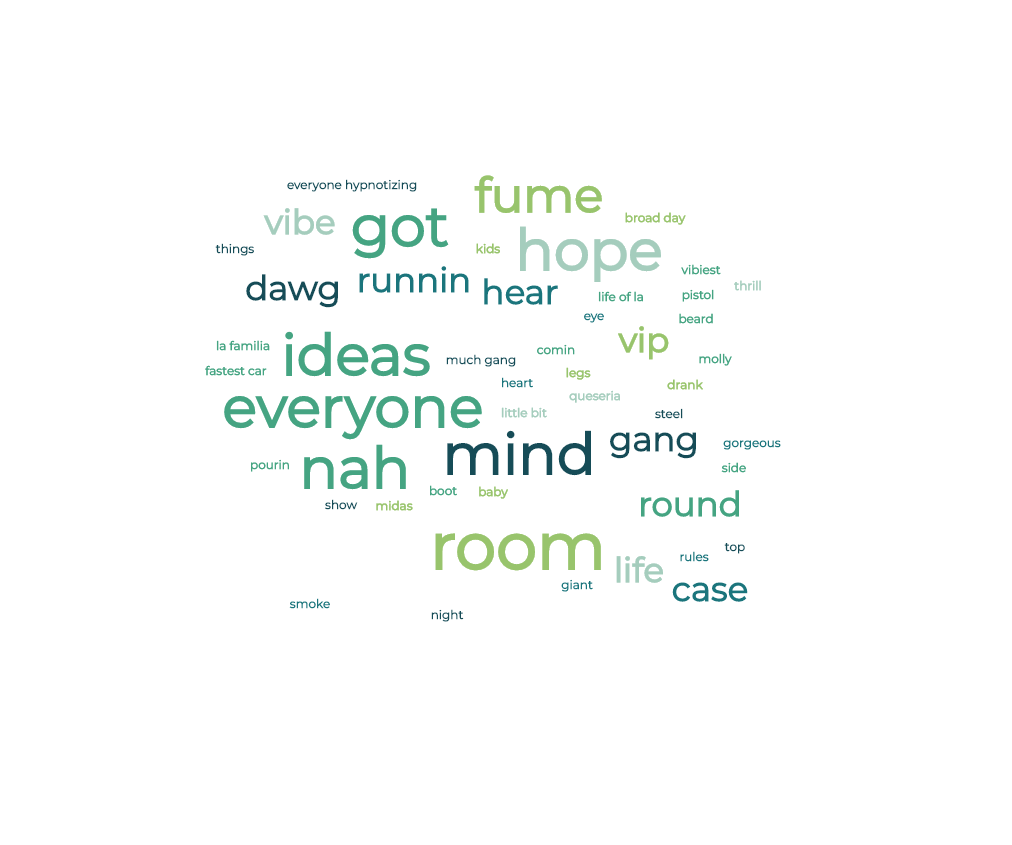 everyone hypnotizing
fume
vibe
got
broad day
things
kids
hope
vibiest
dawg
runnin
hear
thrill
life of la
pistol
eye
beard
la familia
ideas
much gang
comin
vip
molly
fastest car
heart
legs
drank
queseria
everyone
little bit
steel
mind
gang
gorgeous
pourin
nah
side
boot
baby
show
midas
round
room
top
life
rules
giant
case
smoke
night